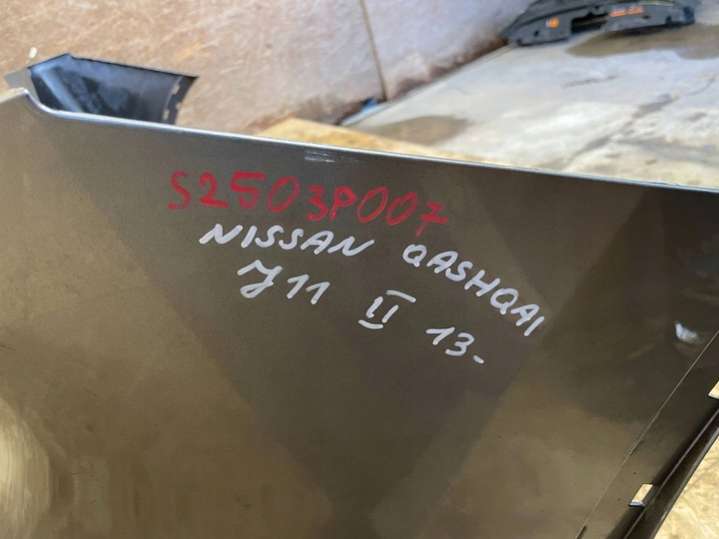 S2503P007
NISSAN QASHQAI
J11 II 13-